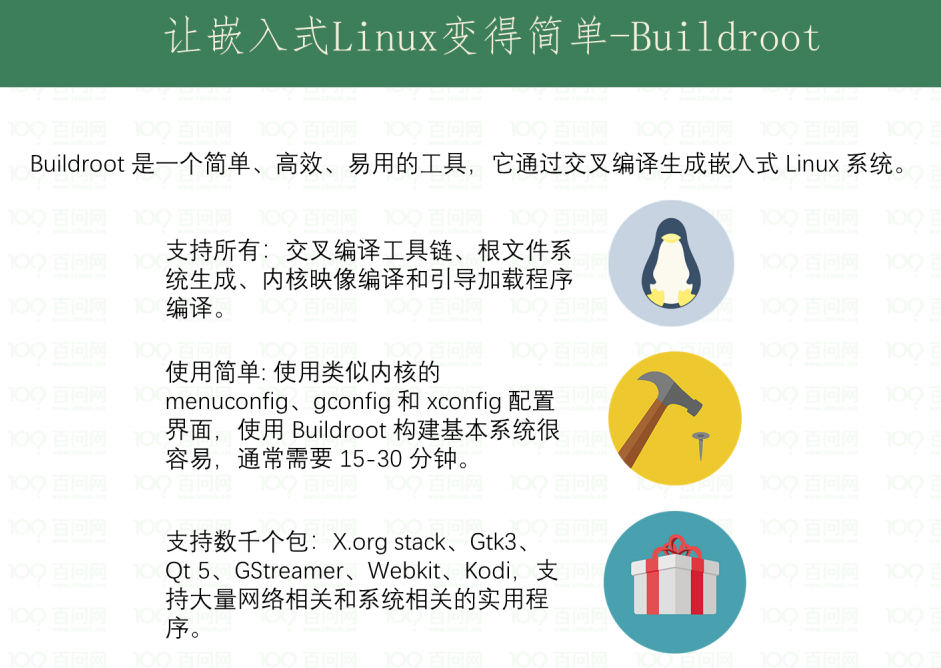 让嵌入式Linux变得简单-Buildroot
Buildroot 是一个简单、高效、易用的工具，它通过交叉编译生成嵌入式 Linux 系统。
支持所有：交叉编译工具链、根文件系
统生成、内核映像编译和引导加载程序
编译。
使用简单: 使用类似内核的
menuconfig、gconfig 和 xconfig 配置
界面，使用 Buildroot 构建基本系统很
容易，通常需要 15-30 分钟。
支持数千个包：X.org stack、Gtk3、
Qt 5、GStreamer、Webkit、Kodi，支
持大量网络相关和系统相关的实用程
序。